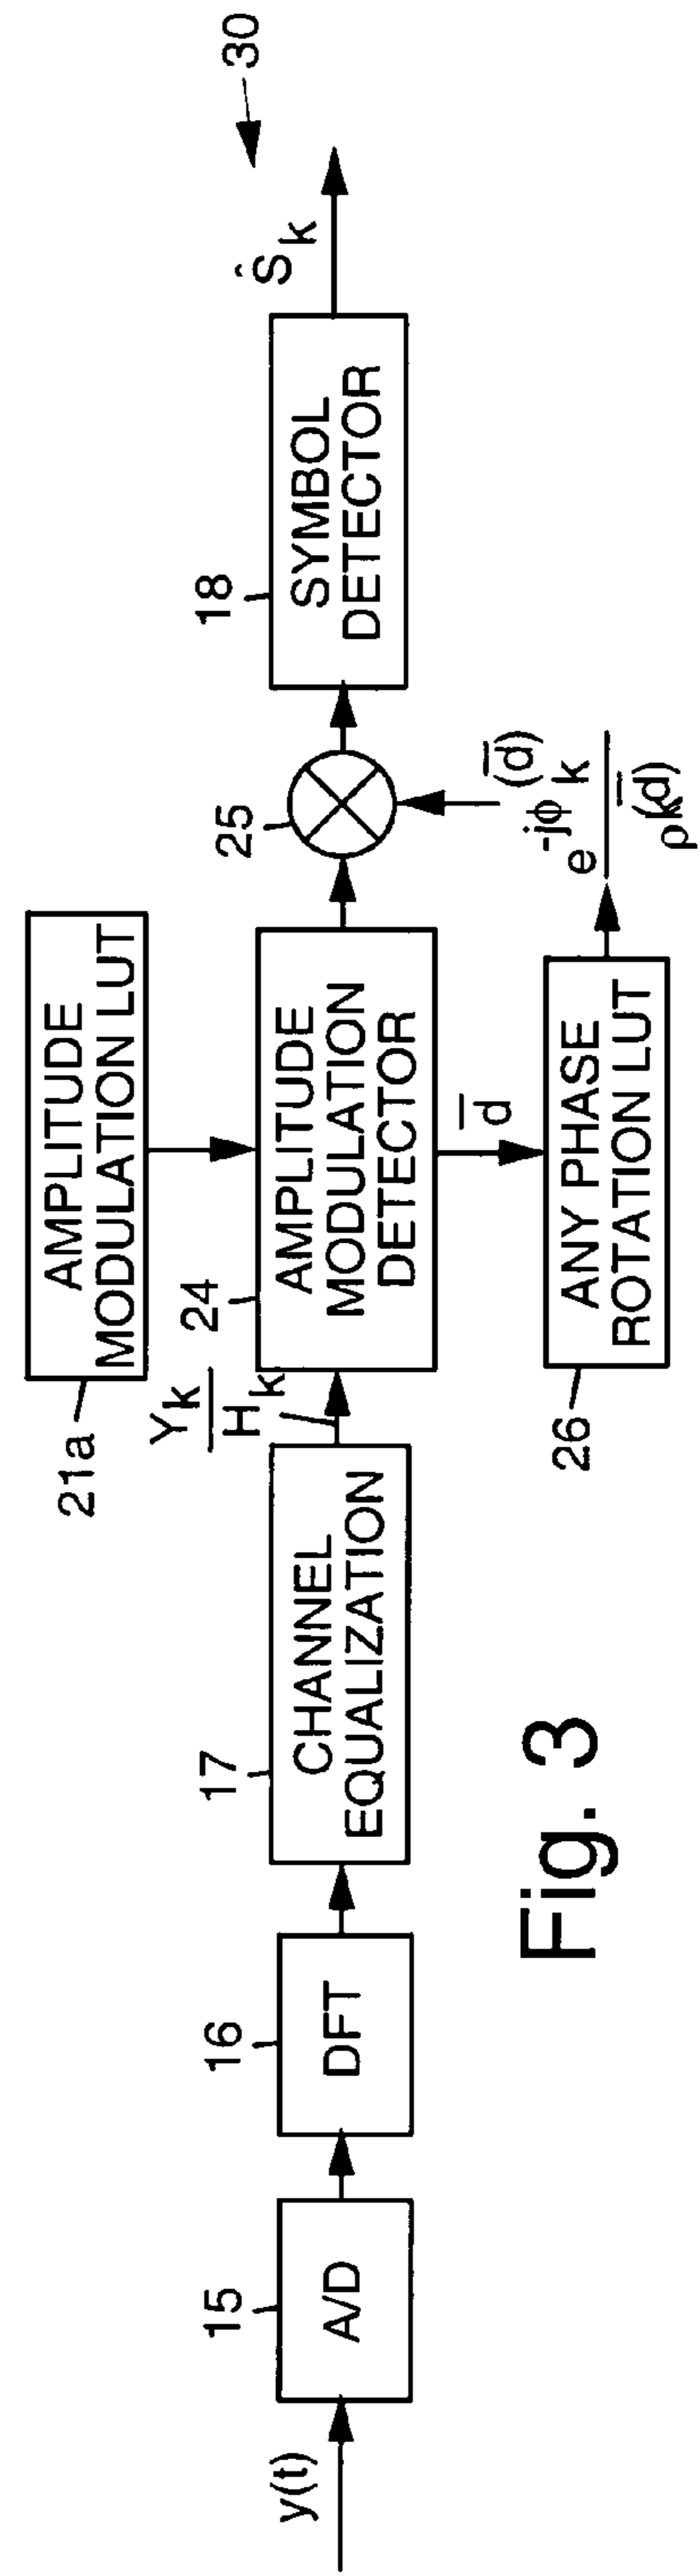 y(t)
15
A/D
16
DFT
17
CHANNEL
EQUALIZATION
Yk
Hk
21a
AMPLITUDE
MODULATION LUT
24
AMPLITUDE
MODULATION
DETECTOR
d̅
26
ANY PHASE
ROTATION LUT
e^-jϕk(d̅)
ρk(d̅)
25
18
SYMBOL
DETECTOR
Ŝk
30
Fig. 3